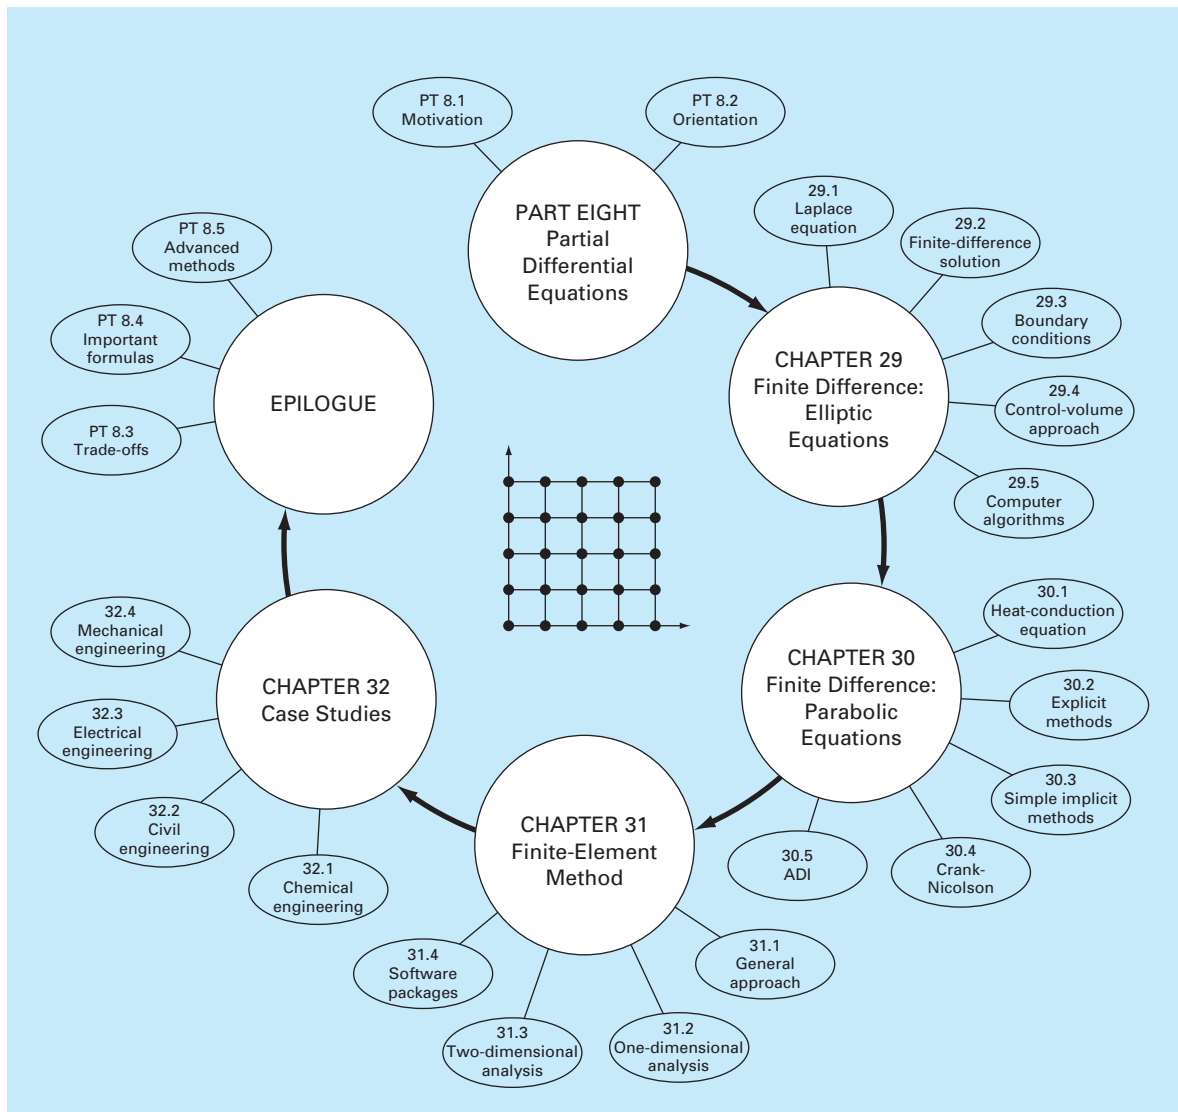 PT 8.1
Motivation
PT 8.2
Orientation
PART EIGHT
Partial
Differential
Equations
29.1
Laplace
equation
29.2
Finite-difference
solution
29.3
Boundary
conditions
29.4
Control-volume
approach
29.5
Computer
algorithms
CHAPTER 29
Finite Difference:
Elliptic
Equations
30.1
Heat-conduction
equation
30.2
Explicit
methods
30.3
Simple implicit
methods
30.4
Crank-
Nicolson
30.5
ADI
CHAPTER 30
Finite Difference:
Parabolic
Equations
CHAPTER 31
Finite-Element
Method
31.1
General
approach
31.2
One-dimensional
analysis
31.3
Two-dimensional
analysis
31.4
Software
packages
CHAPTER 32
Case Studies
32.1
Chemical
engineering
32.2
Civil
engineering
32.3
Electrical
engineering
32.4
Mechanical
engineering
EPILOGUE
PT 8.3
Trade-offs
PT 8.4
Important
formulas
PT 8.5
Advanced
methods